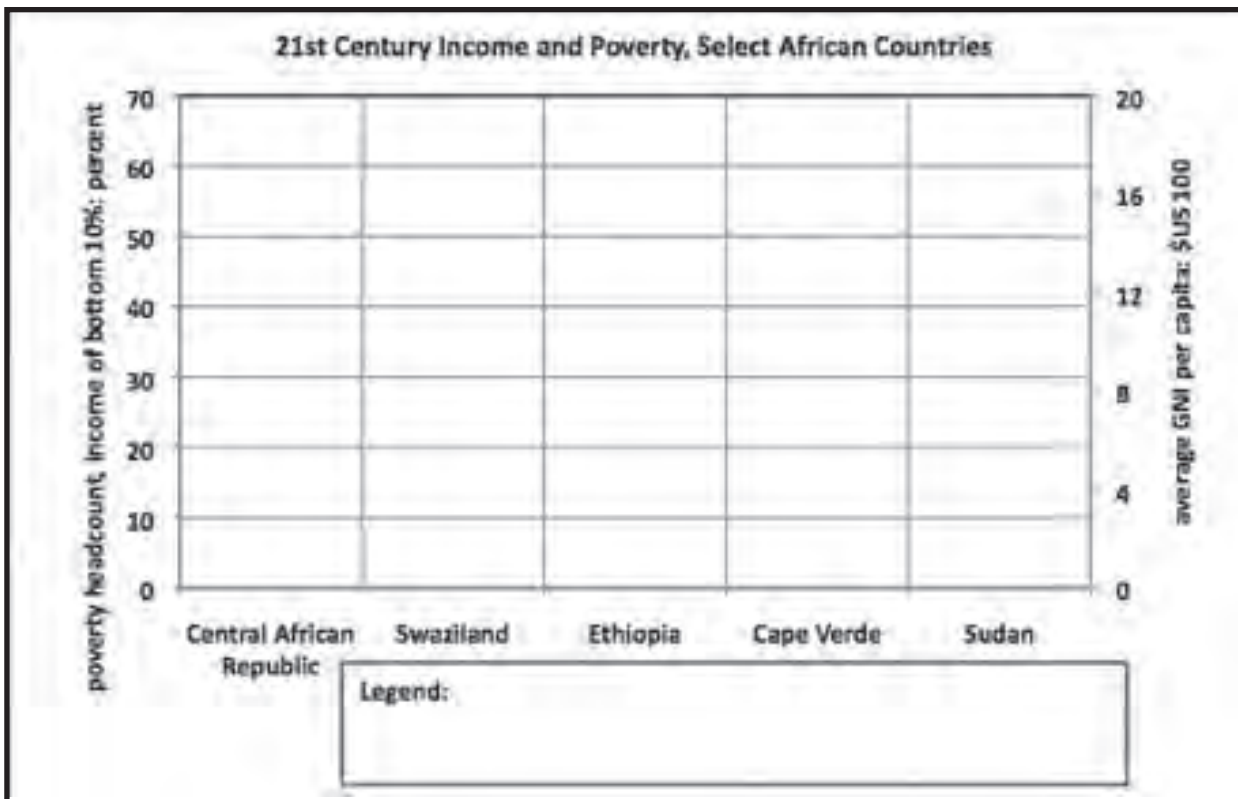 21st Century Income and Poverty, Select African Countries
poverty headcount, income of bottom 10%: percent
70
60
50
40
30
20
10
0
20
16
12
8
4
0
average GNI per capita: $US 100
Central African Republic
Swaziland
Ethiopia
Cape Verde
Sudan
Legend: